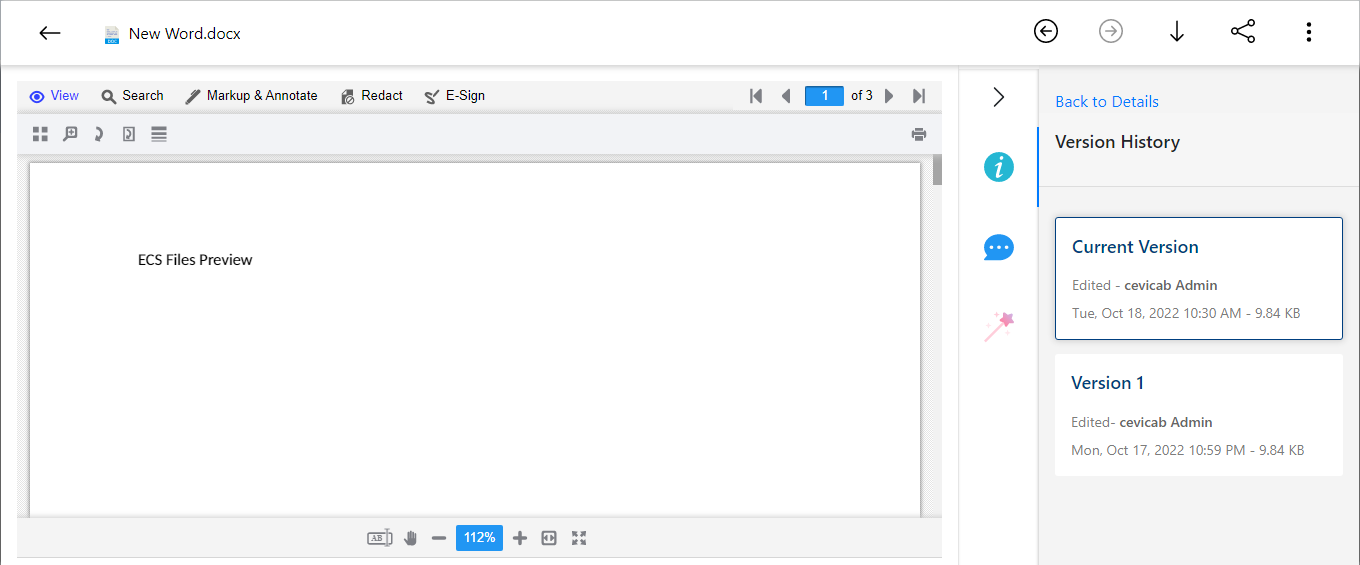 New Word.docx
View Search Markup & Annotate Redact E-Sign 1 of 3
ECS Files Preview
AB 112%
Back to Details
Version History
Current Version
Edited - cevicab Admin
Tue, Oct 18, 2022 10:30 AM - 9.84 KB
Version 1
Edited- cevicab Admin
Mon, Oct 17, 2022 10:59 PM - 9.84 KB